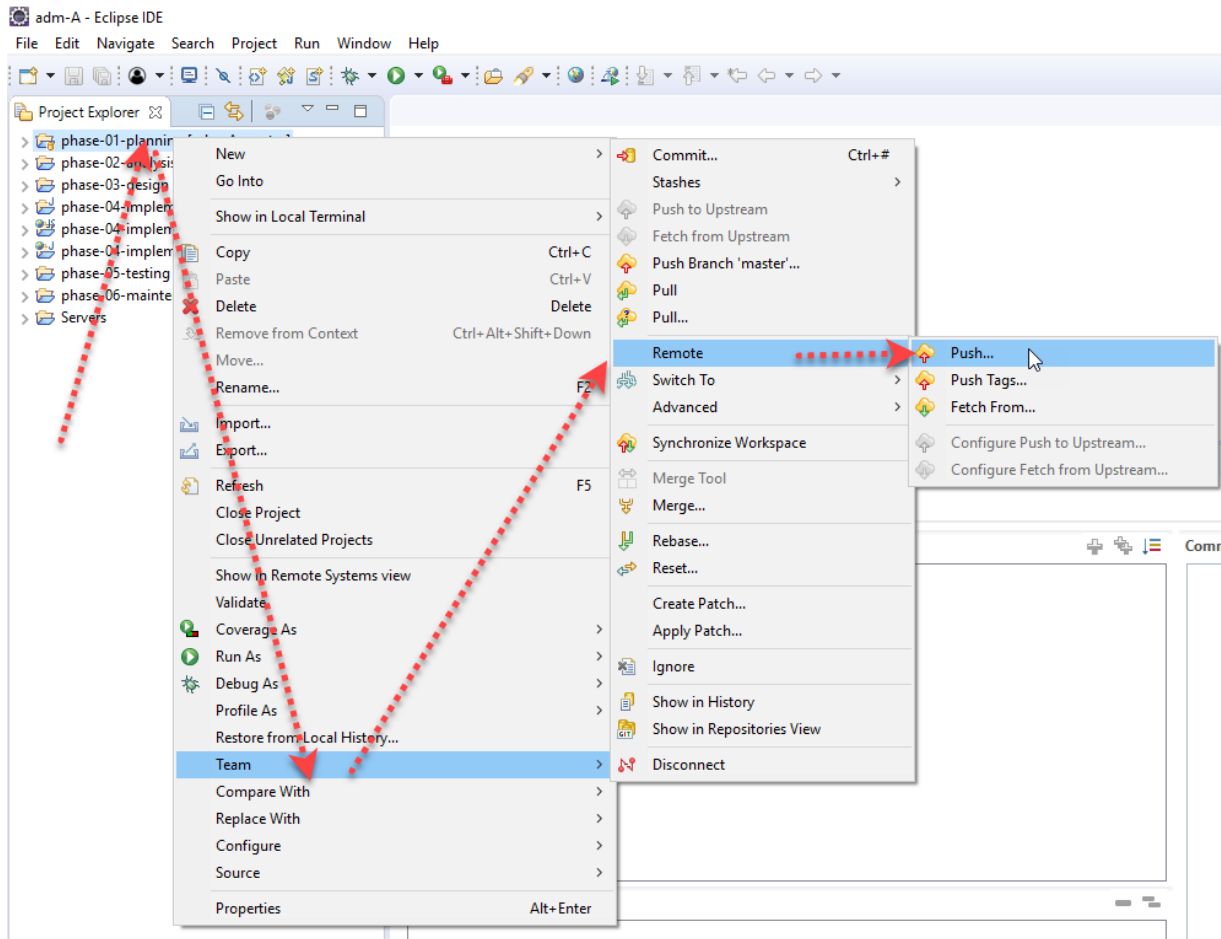 adm-A - Eclipse IDE
File Edit Navigate Search Project Run Window Help
Project Explorer
phase-01-plannin
phase-02-analysis
phase-03-design
phase-04-implem
phase-04-implem
phase-04-implem
phase-05-testing
phase-06-mainte
Servers
New
Go Into
Show in Local Terminal
Copy Ctrl+C
Paste Ctrl+V
Delete Delete
Remove from Context Ctrl+Alt+Shift+Down
Move...
Rename... F2
Import...
Export...
Refresh F5
Close Project
Close Unrelated Projects
Show in Remote Systems view
Validate
Coverage As
Run As
Debug As
Profile As
Restore from Local History...
Team
Compare With
Replace With
Configure
Source
Properties Alt+Enter
Commit... Ctrl+#
Stashes
Push to Upstream
Fetch from Upstream
Push Branch 'master'...
Pull
Pull...
Remote
Switch To
Advanced
Synchronize Workspace
Merge Tool
Merge...
Rebase...
Reset...
Create Patch...
Apply Patch...
Ignore
Show in History
GIT Show in Repositories View
Disconnect
Push...
Push Tags...
Fetch From...
Configure Push to Upstream...
Configure Fetch from Upstream...
Comm